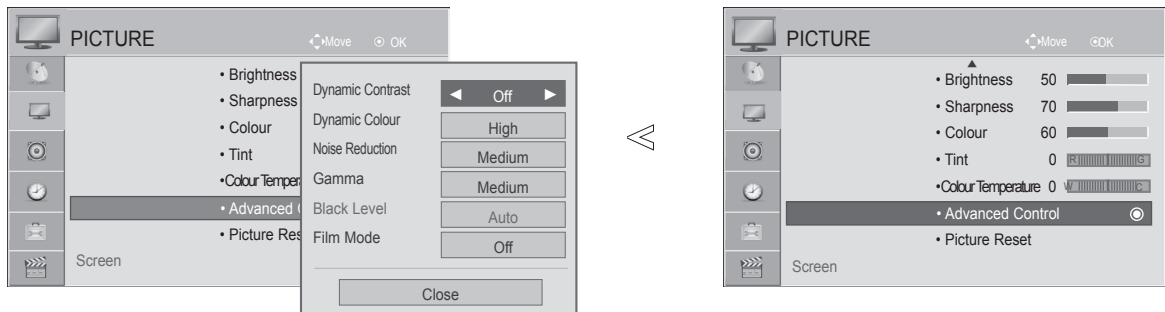 PICTURE
Move OK
• Brightness
• Sharpness
• Colour
• Tint
•Colour Temper
• Advanced C
• Picture Res
Screen
Dynamic Contrast ◄ Off ►
Dynamic Colour High
Noise Reduction Medium
Gamma Medium
Black Level Auto
Film Mode Off
Close
PICTURE
Move OK
• Brightness 50
• Sharpness 70
• Colour 60
• Tint 0 R G
•Colour Temperature 0 W C
• Advanced Control
• Picture Reset
Screen